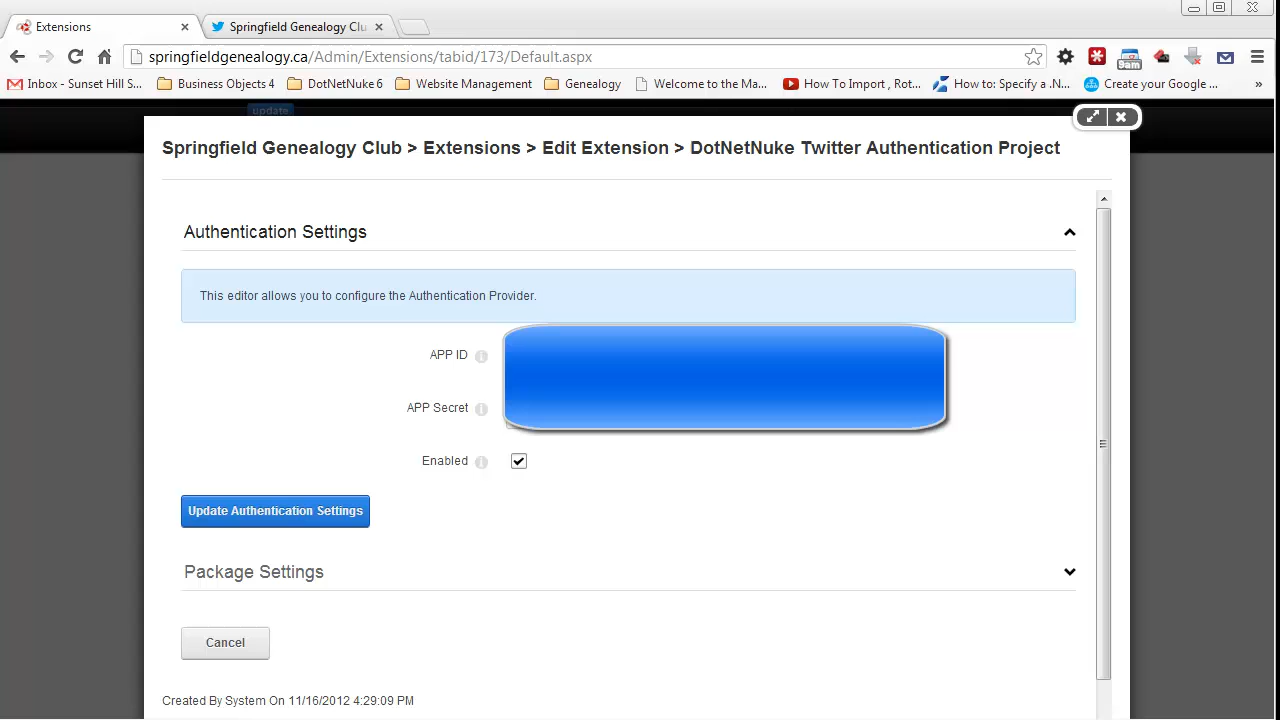 Extensions
Springfield Genealogy Clu
springfieldgenealogy.ca/Admin/Extensions/tabid/173/Default.aspx
Inbox - Sunset Hill S... Business Objects 4 DotNetNuke 6 Website Management Genealogy Welcome to the Ma... How To Import , Rot... How to: Specify a .N... Create your Google ... »
update
Springfield Genealogy Club > Extensions > Edit Extension > DotNetNuke Twitter Authentication Project
Authentication Settings
This editor allows you to configure the Authentication Provider.
APP ID
APP Secret
Enabled
Update Authentication Settings
Package Settings
Cancel
Created By System On 11/16/2012 4:29:09 PM